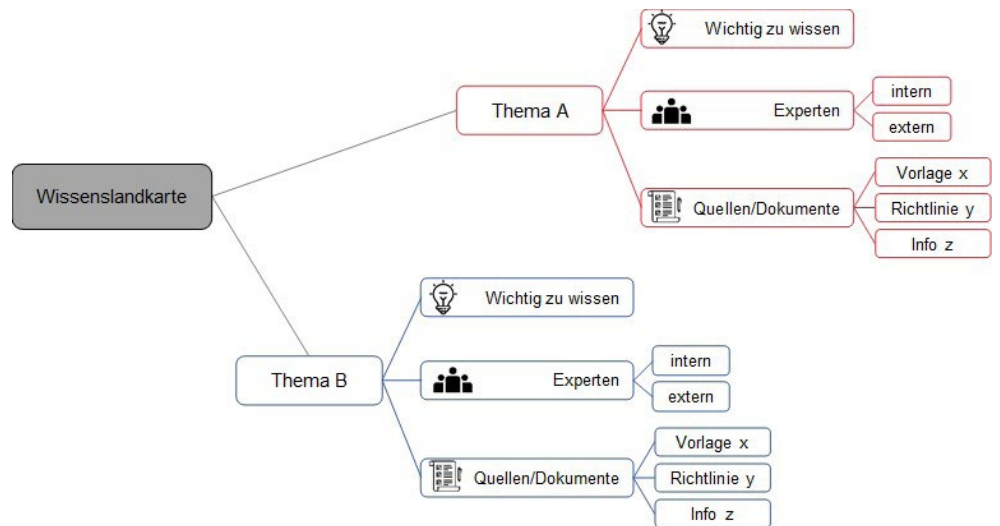 Wissenslandkarte
Thema A
Wichtig zu wissen
Experten
intern
extern
Quellen/Dokumente
Vorlage x
Richtlinie y
Info z
Thema B
Wichtig zu wissen
Experten
intern
extern
Quellen/Dokumente
Vorlage x
Richtlinie y
Info z